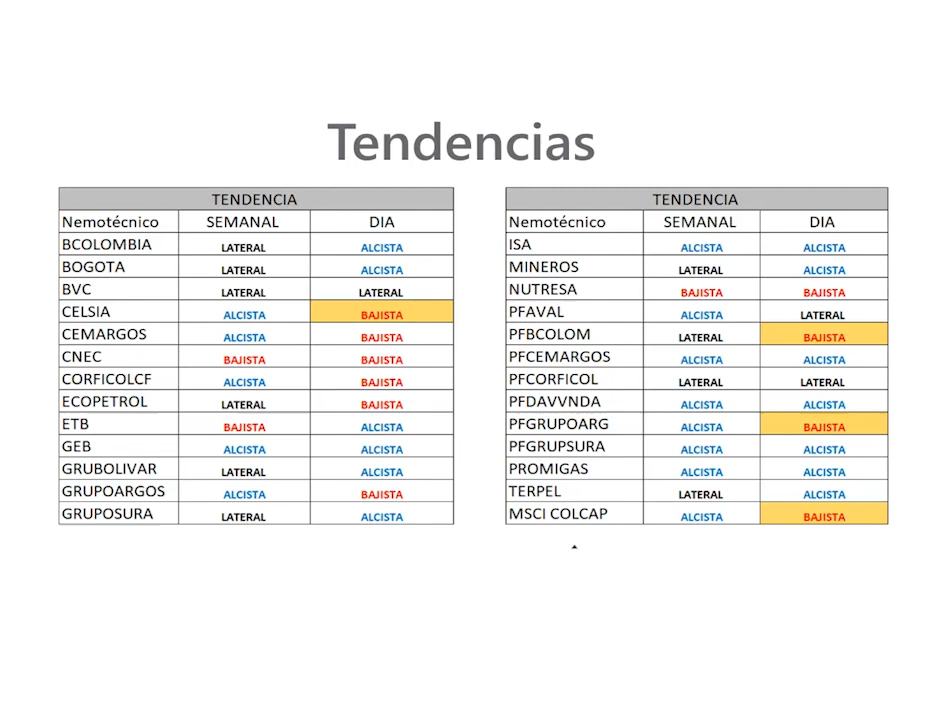 Tendencias
TENDENCIA
Nemotécnico SEMANAL DIA
BCOLOMBIA LATERAL ALCISTA
BOGOTA LATERAL ALCISTA
BVC LATERAL LATERAL
CELSIA ALCISTA BAJISTA
CEMARGOS ALCISTA BAJISTA
CNEC BAJISTA BAJISTA
CORFICOLCF ALCISTA BAJISTA
ECOPETROL LATERAL BAJISTA
ETB BAJISTA ALCISTA
GEB ALCISTA ALCISTA
GRUBOLIVAR LATERAL ALCISTA
GRUPOARGOS ALCISTA BAJISTA
GRUPOSURA LATERAL ALCISTA
TENDENCIA
Nemotécnico SEMANAL DIA
ISA ALCISTA ALCISTA
MINEROS LATERAL ALCISTA
NUTRESA BAJISTA BAJISTA
PFAVAL ALCISTA LATERAL
PFBCOLOM LATERAL BAJISTA
PFCEMARGOS ALCISTA ALCISTA
PFCORFICOL LATERAL LATERAL
PFDAVVNDA ALCISTA ALCISTA
PFGRUPOARG ALCISTA BAJISTA
PFGRUPSURA ALCISTA ALCISTA
PROMIGAS ALCISTA ALCISTA
TERPEL LATERAL ALCISTA
MSCI COLCAP ALCISTA BAJISTA